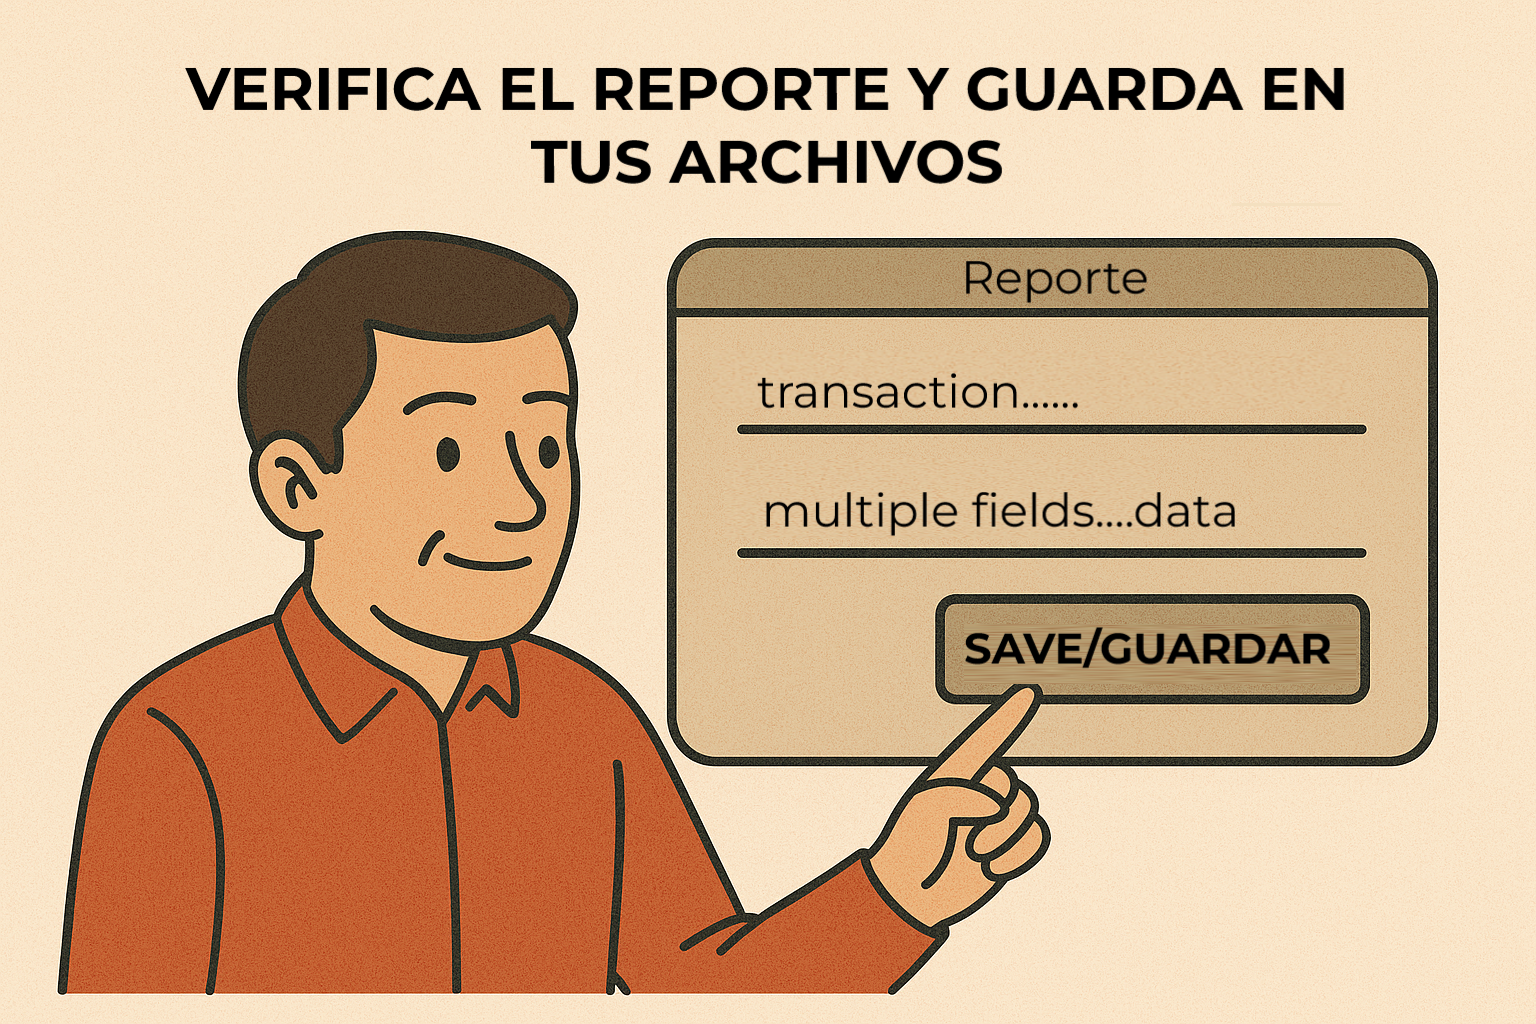 VERIFICA EL REPORTE Y GUARDA EN
TUS ARCHIVOS
Reporte
transaction......
multiple fields....data
SAVE/GUARDAR